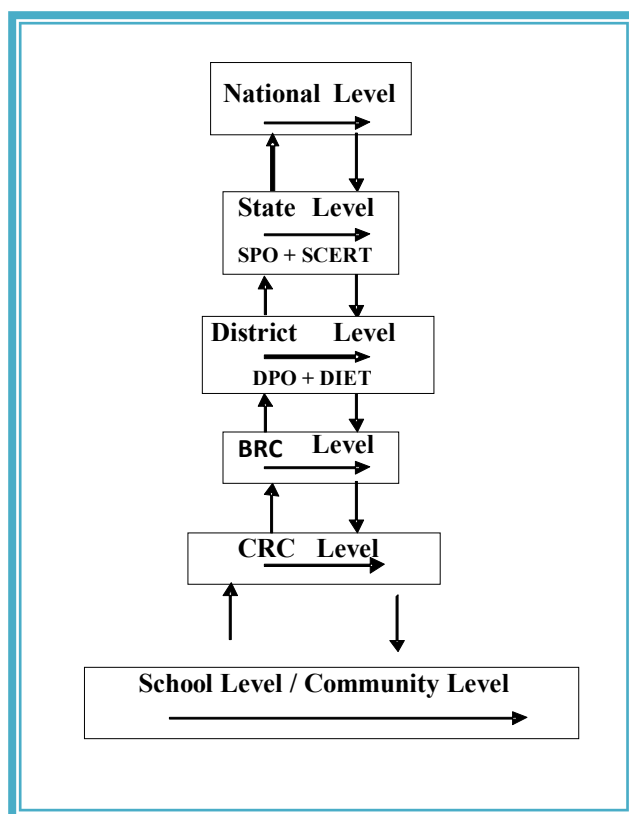 National Level
State Level
SPO + SCERT
District Level
DPO + DIET
BRC Level
CRC Level
School Level / Community Level